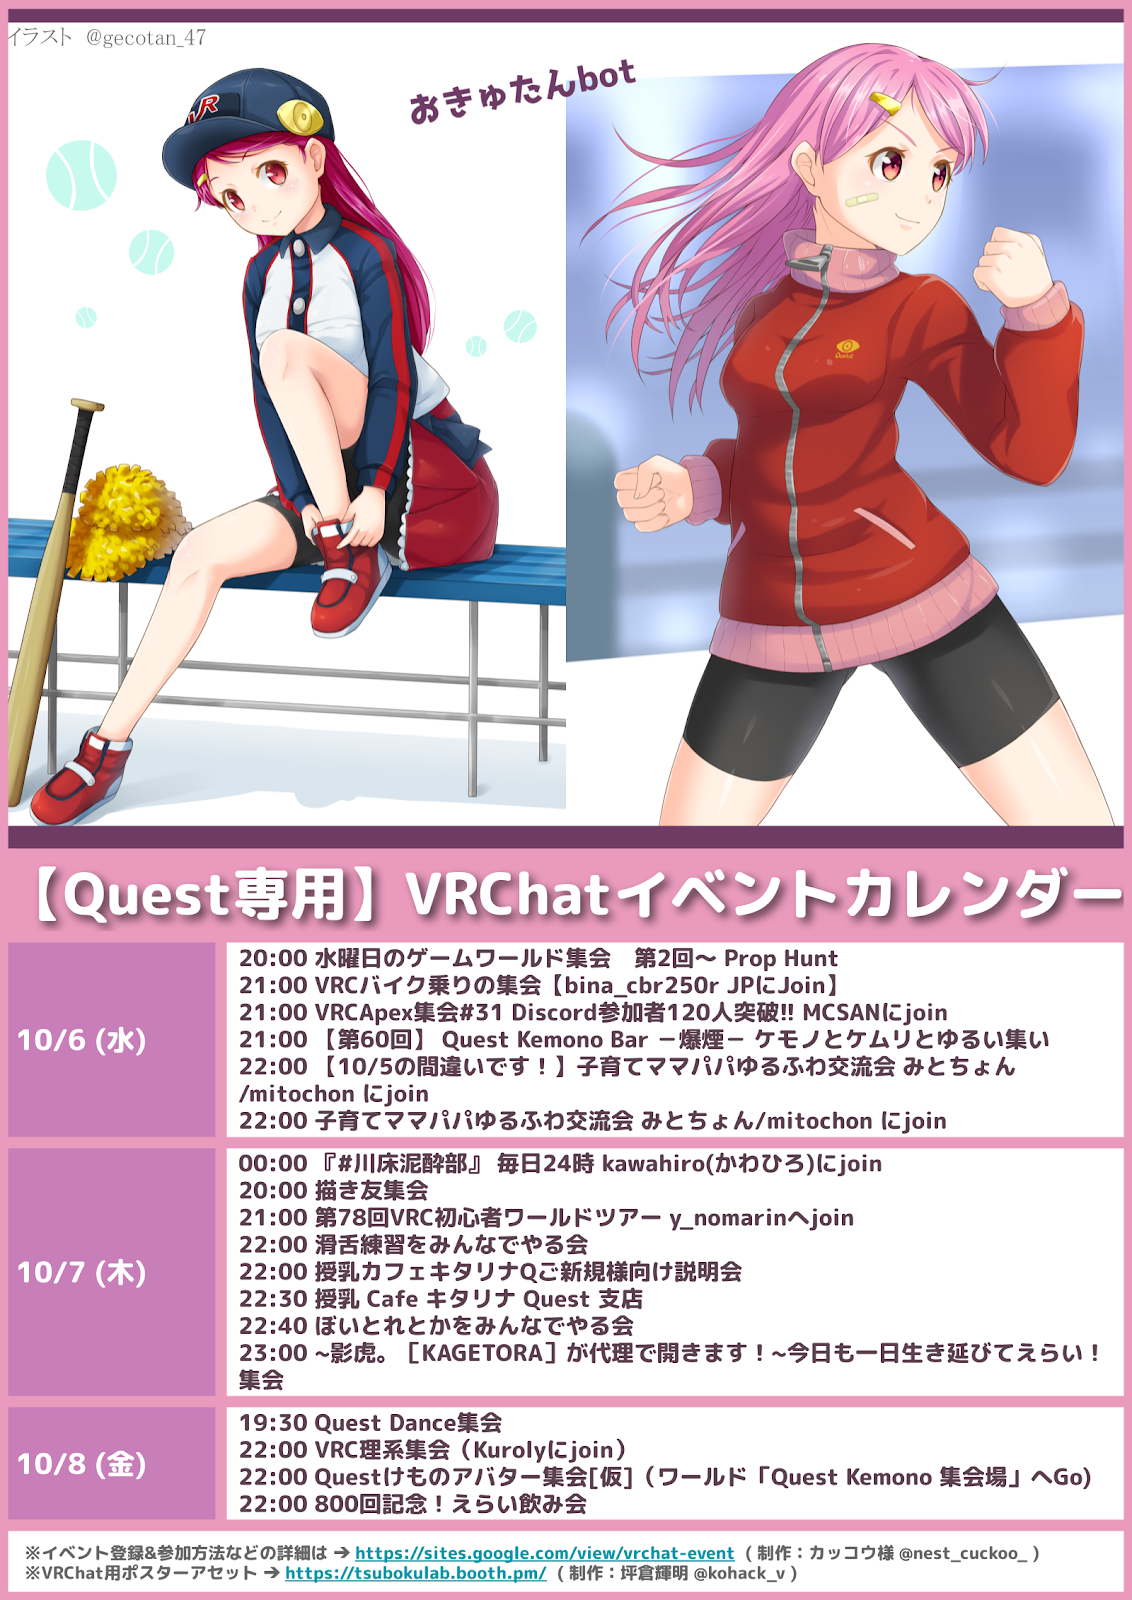 イラスト　@gecotan_47
おきゅたんbot
VR
Quest
【Quest専用】VRChatイベントカレンダー
10/6 (水)
20:00 水曜日のゲームワールド集会　第2回〜 Prop Hunt
21:00 VRCバイク乗りの集会【bina_cbr250r JPにJoin】
21:00 VRCApex集会#31 Discord参加者120人突破!! MCSANにjoin
21:00 【第60回】 Quest Kemono Bar －爆煙－ ケモノとケムリとゆるい集い
22:00 【10/5の間違いです！】子育てママパパゆるふわ交流会 みとちょん
/mitochon にjoin
22:00 子育てママパパゆるふわ交流会 みとちょん/mitochon にjoin
10/7 (木)
00:00 『#川床泥酔部』 毎日24時 kawahiro(かわひろ)にjoin
20:00 描き友集会
21:00 第78回VRC初心者ワールドツアー y_nomarinへjoin
22:00 滑舌練習をみんなでやる会
22:00 授乳カフェキタリナQご新規様向け説明会
22:30 授乳 Cafe キタリナ Quest 支店
22:40 ぼいとれとかをみんなでやる会
23:00 ~影虎。［KAGETORA］が代理で開きます！~今日も一日生き延びてえらい！
集会
10/8 (金)
19:30 Quest Dance集会
22:00 VRC理系集会（Kurolyにjoin）
22:00 Questけものアバター集会[仮]（ワールド「Quest Kemono 集会場」へGo)
22:00 800回記念！えらい飲み会
※イベント登録&参加方法などの詳細は ➔ https://sites.google.com/view/vrchat-event （ 制作：カッコウ様 @nest_cuckoo_ ）
※VRChat用ポスターアセット ➔ https://tsubokulab.booth.pm/ （ 制作：坪倉輝明 @kohack_v ）